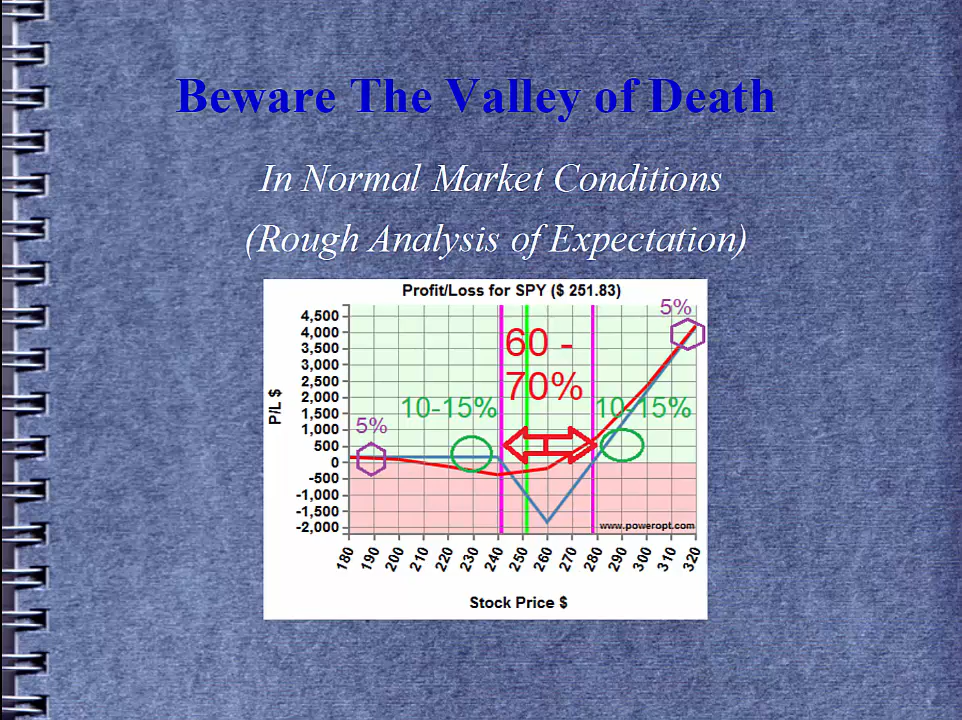 Beware The Valley of Death
In Normal Market Conditions
(Rough Analysis of Expectation)
Profit/Loss for SPY ($ 251.83)
P/L $
4,500
4,000
3,500
3,000
2,500
2,000
1,500
1,000
500
0
-500
-1,000
-1,500
-2,000
5%
10-15%
60 -
70%
10-15%
5%
www.poweropt.com
180 190 200 210 220 230 240 250 260 270 280 290 300 310 320
Stock Price $